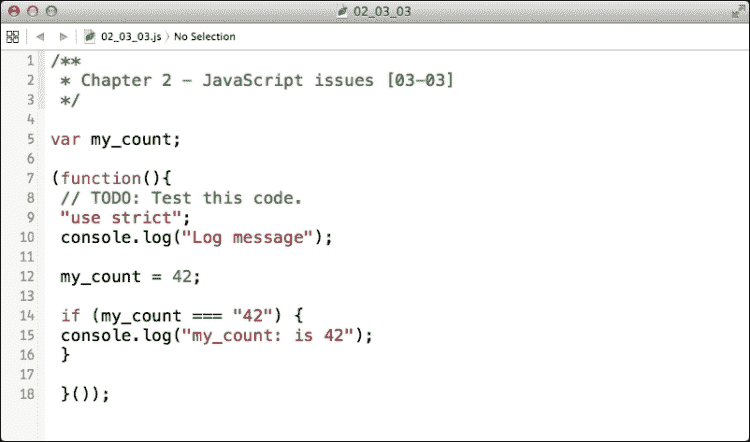 02_03_03
02_03_03.js No Selection
1 /**
2  * Chapter 2 - JavaScript issues [03-03]
3  */
4
5 var my_count;
6
7 (function(){
8  // TODO: Test this code.
9  "use strict";
10  console.log("Log message");
11
12  my_count = 42;
13
14  if (my_count === "42") {
15  console.log("my_count: is 42");
16  }
17
18  }());